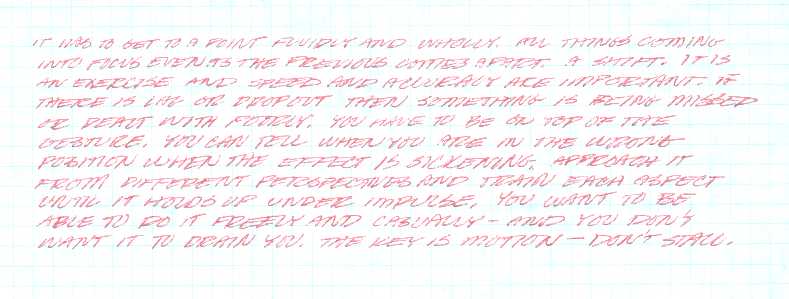 IT HAS TO GET TO A POINT FLUIDLY AND WHOLLY. ALL THINGS COMING
INTO FOCUS EVEN AS THE PREVIOUS COMES APART. A SHIFT. IT IS
AN EXERCISE AND SPEED AND ACCURACY ARE IMPORTANT. IF
THERE IS LAG OR DROPOUT THEN SOMETHING IS BEING MISSED
OR DEALT WITH POORLY. YOU HAVE TO BE ON TOP OF THE
GESTURE. YOU CAN TELL WHEN YOU ARE IN THE WRONG
POSITION WHEN THE EFFECT IS SICKENING. APPROACH IT
FROM DIFFERENT PERSPECTIVES AND TRAIN EACH ASPECT
UNTIL IT HOLDS UP UNDER IMPULSE. YOU WANT TO BE
ABLE TO DO IT FREELY AND CASUALLY — AND YOU DON'T
WANT IT TO DRAIN YOU. THE KEY IS MOTION — DON'T STALL.